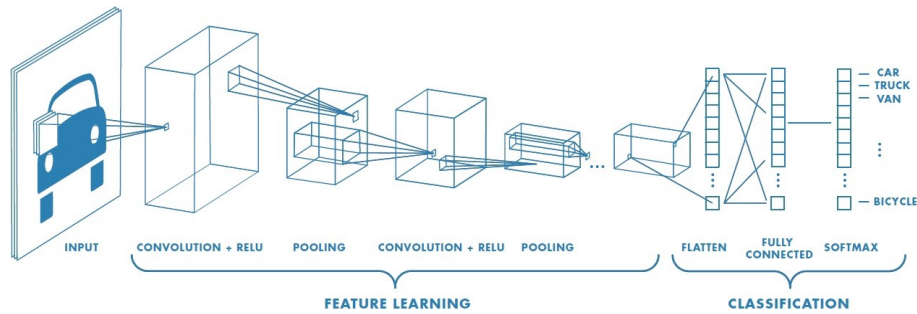 CAR
TRUCK
VAN
BICYCLE
INPUT
CONVOLUTION + RELU
POOLING
CONVOLUTION + RELU
POOLING
FLATTEN
FULLY
CONNECTED
SOFTMAX
FEATURE LEARNING
CLASSIFICATION